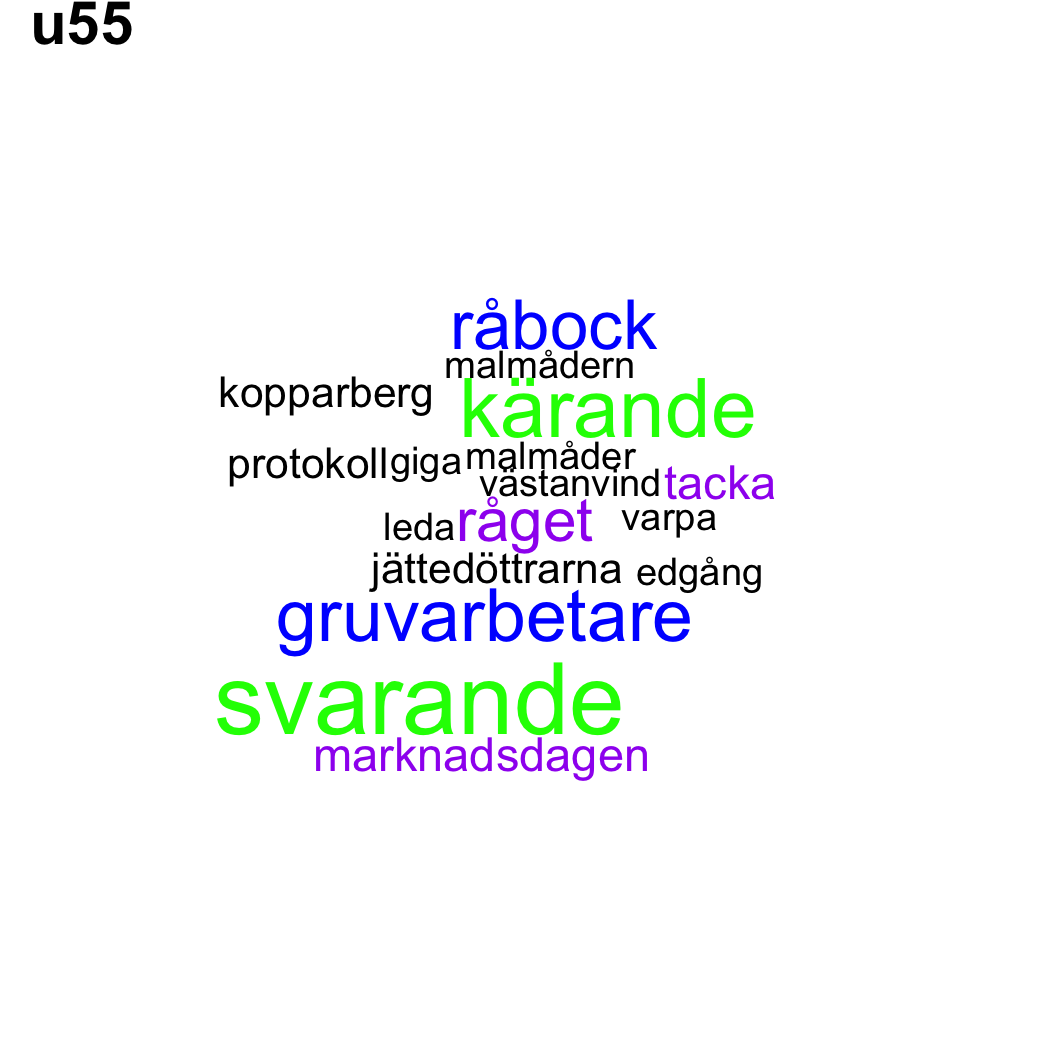 u55
råbock
malmådern
kopparberg
kärande
protokoll
giga
malmåder
västanvind
tacka
råget
varpa
leda
jättedöttrarna
edgång
gruvarbetare
svarande
marknadsdagen